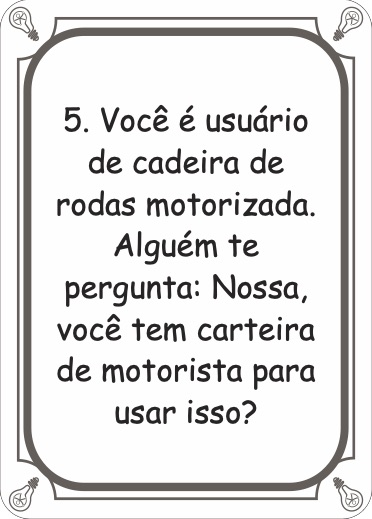 5. Você é usuário
de cadeira de
rodas motorizada.
Alguém te
pergunta: Nossa,
você tem carteira
de motorista para
usar isso?